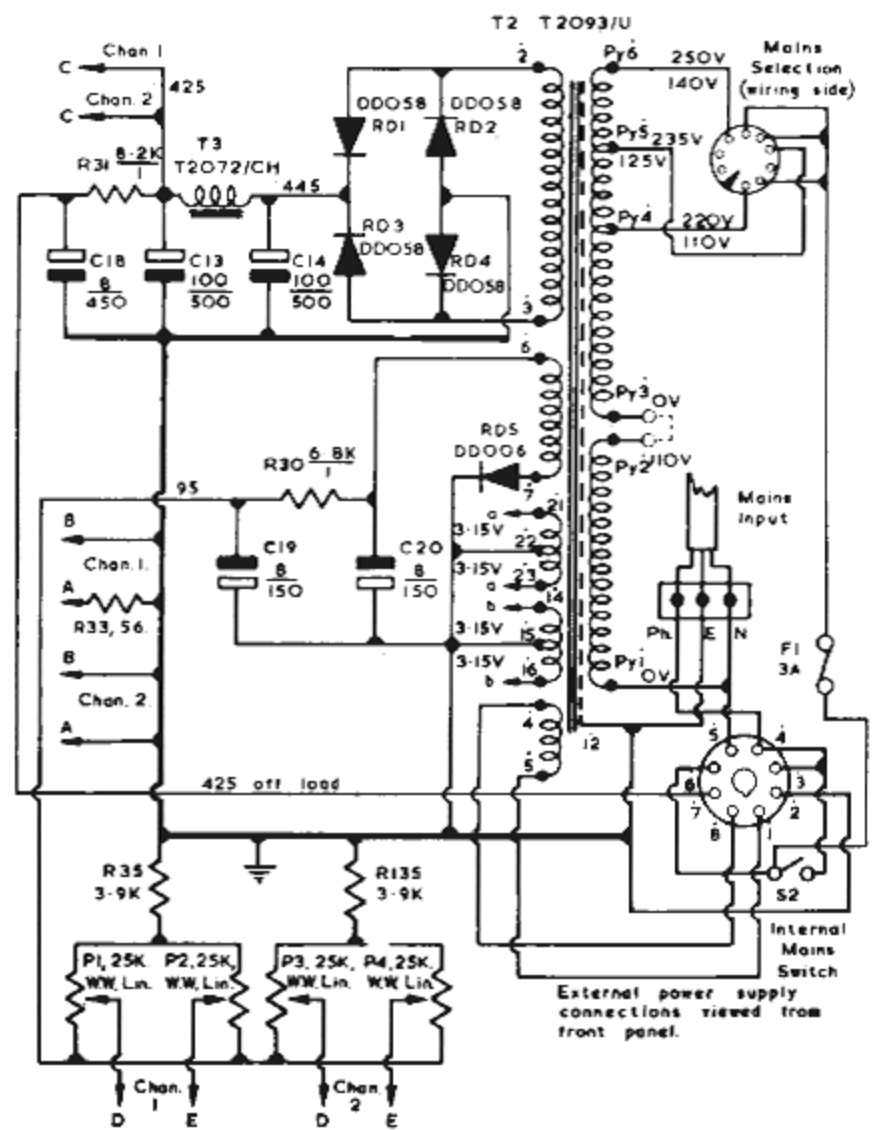 T2 T2093/U
Chan 1
C
425
Chan. 2
C
R31 8·2K
1
T3
T2072/CH
445
DDO58
RD1
DDO58
RD2
RD3
DDO58
RD4
DDO58
C18
8
450
C13
100
500
C14
100
500
2
3
6
7
21
22
23
14
15
16
4
5
12
Py6
250V
140V
Py5
235V
125V
Py4
220V
110V
Py3
0V
Py2
110V
Py1
0V
Mains
Selection
(wiring side)
RD5
DD006
R30 6·8K
1
95
C19
8
150
C20
8
150
a
3·15V
3·15V
a
b
3·15V
3·15V
b
B
Chan. 1.
A
R33, 56.
B
Chan. 2.
A
Mains
Input
Ph.
E
N
F1
3A
5
4
6
3
7
2
8
1
425 off load
S2
Internal
Mains
Switch
R35
3·9K
R135
3·9K
P1, 25K.
W.W. Lin.
P2, 25K,
W.W. Lin.
P3, 25K,
W.W. Lin.
P4, 25K.
W.W. Lin.
External power supply
connections viewed from
front panel.
Chan.
1
Chan.
2
D
E
D
E